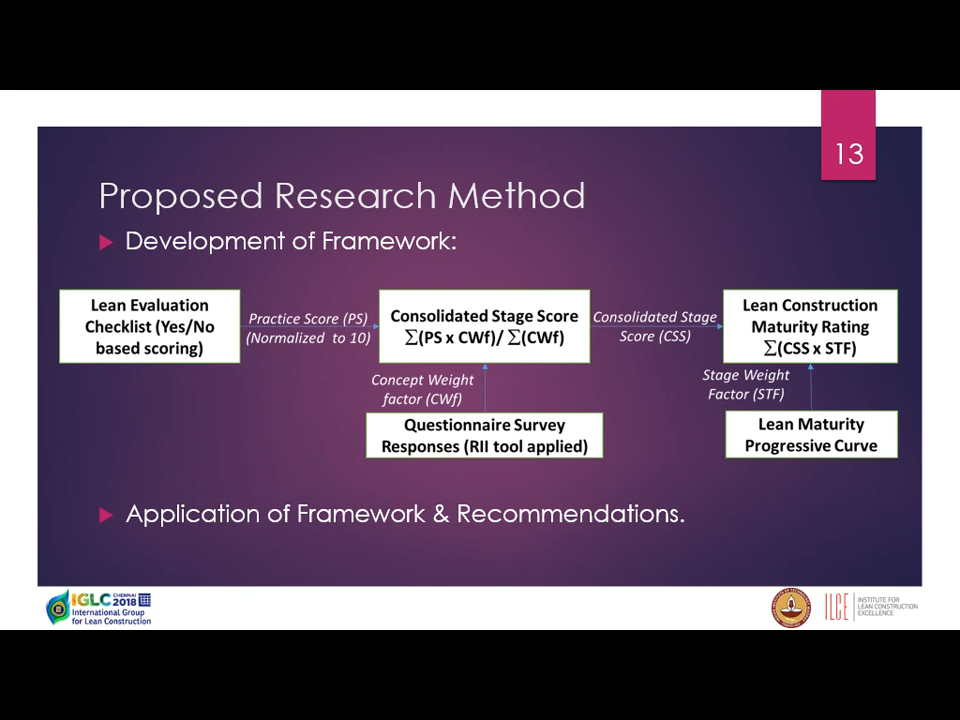 13
Proposed Research Method
Development of Framework:
Lean Evaluation
Checklist (Yes/No
based scoring)
Practice Score (PS)
(Normalized to 10)
Consolidated Stage Score
∑(PS x CWf)/ ∑(CWf)
Consolidated Stage
Score (CSS)
Lean Construction
Maturity Rating
∑(CSS x STF)
Concept Weight
factor (CWf)
Stage Weight
Factor (STF)
Questionnaire Survey
Responses (RII tool applied)
Lean Maturity
Progressive Curve
Application of Framework & Recommendations.
IGLC CHENNAI 2018
International Group
for Lean Construction
ILCE
INSTITUTE FOR
LEAN CONSTRUCTION
EXCELLENCE